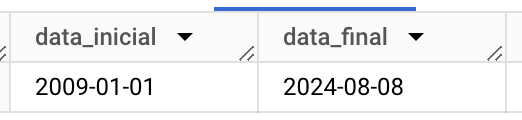 data_inicial data_final
2009-01-01 2024-08-08